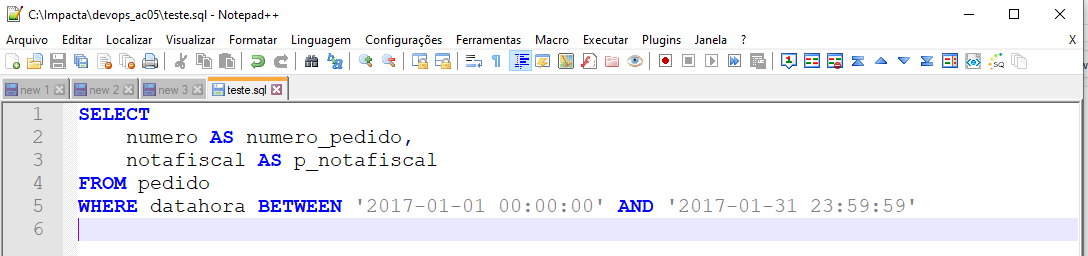 C:\Impacta\devops_ac05\teste.sql - Notepad++
Arquivo Editar Localizar Visualizar Formatar Linguagem Configurações Ferramentas Macro Executar Plugins Janela ? X
new 1 new 2 new 3 teste.sql
1 SELECT
2 numero AS numero_pedido,
3 notafiscal AS p_notafiscal
4 FROM pedido
5 WHERE datahora BETWEEN '2017-01-01 00:00:00' AND '2017-01-31 23:59:59'
6